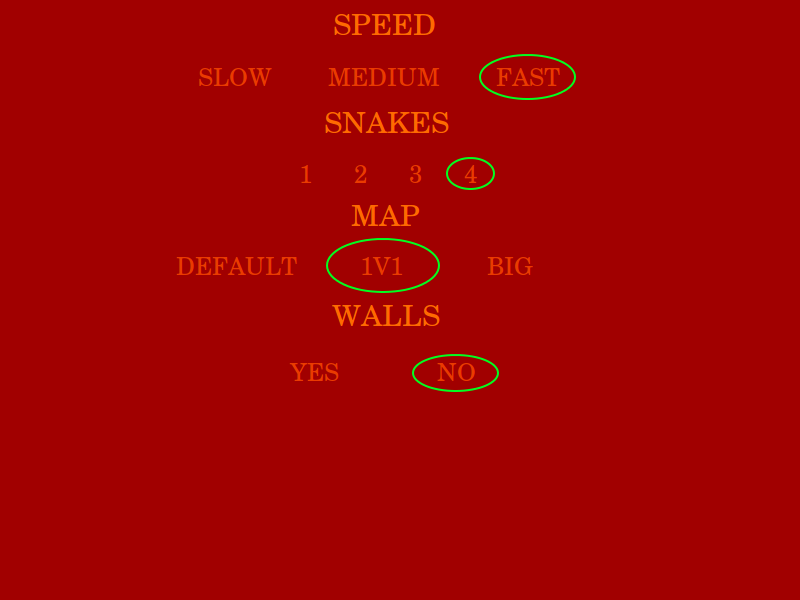 SPEED
SLOW MEDIUM FAST
SNAKES
1 2 3 4
MAP
DEFAULT 1V1 BIG
WALLS
YES NO